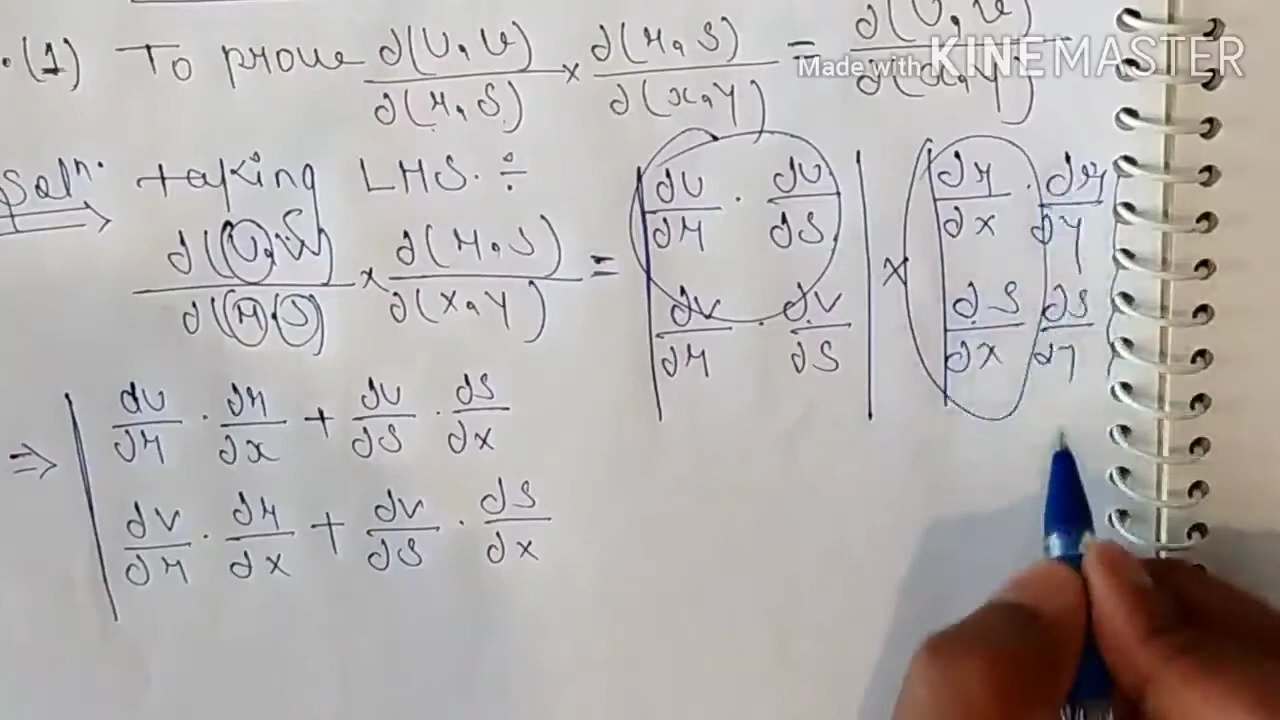 .(1) To prove ∂(U,V)/∂(r,s) × ∂(r,s)/∂(x,y) = ∂(U,V)/∂(x,y)
Made with KINEMASTER
Solⁿ. taking LHS ÷
∂(U,V)/∂(r,s) × ∂(r,s)/∂(x,y) = | ∂U/∂r · ∂U/∂s | × | ∂r/∂x · ∂r/∂y
| ∂V/∂r · ∂V/∂s | ∂s/∂x ∂s/∂y
⇒ | ∂U/∂r · ∂r/∂x + ∂U/∂s · ∂s/∂x
| ∂V/∂r · ∂r/∂x + ∂V/∂s · ∂s/∂x